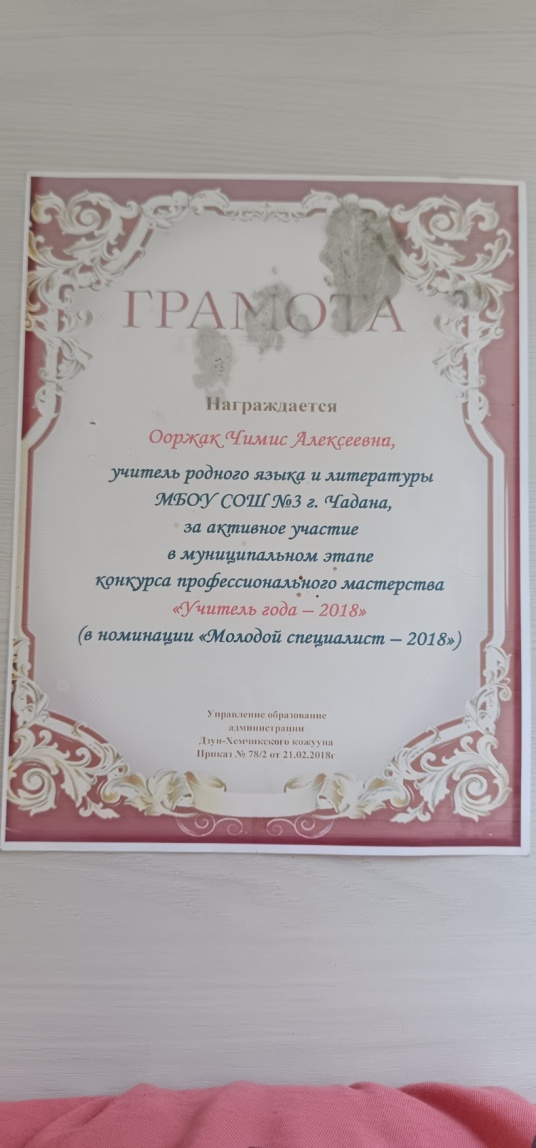 ГРАМОТА
Награждается
Ооржак Чимис Алексеевна,
учитель родного языка и литературы
МБОУ СОШ №3 г. Чадана,
за активное участие
в муниципальном этапе
конкурса профессионального мастерства
«Учитель года – 2018»
(в номинации «Молодой специалист – 2018»)
Управление образование
администрации
Дзун-Хемчикского кожууна
Приказ № 78/2 от 21.02.2018г